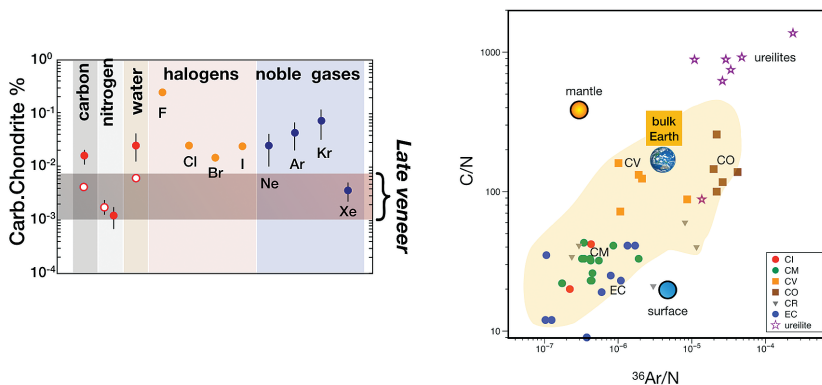 Carb.Chondrite %
10⁰
10⁻¹
10⁻²
10⁻³
10⁻⁴
carbon
nitrogen
water
halogens
noble gases
F
Cl
Br
I
Ne
Ar
Kr
Xe
Late veneer
C/N
1000
100
10
mantle
bulk
Earth
ureilites
CV
CO
CM
EC
surface
CI
CM
CV
CO
CR
EC
ureilite
10⁻⁷
10⁻⁶
10⁻⁵
10⁻⁴
³⁶Ar/N